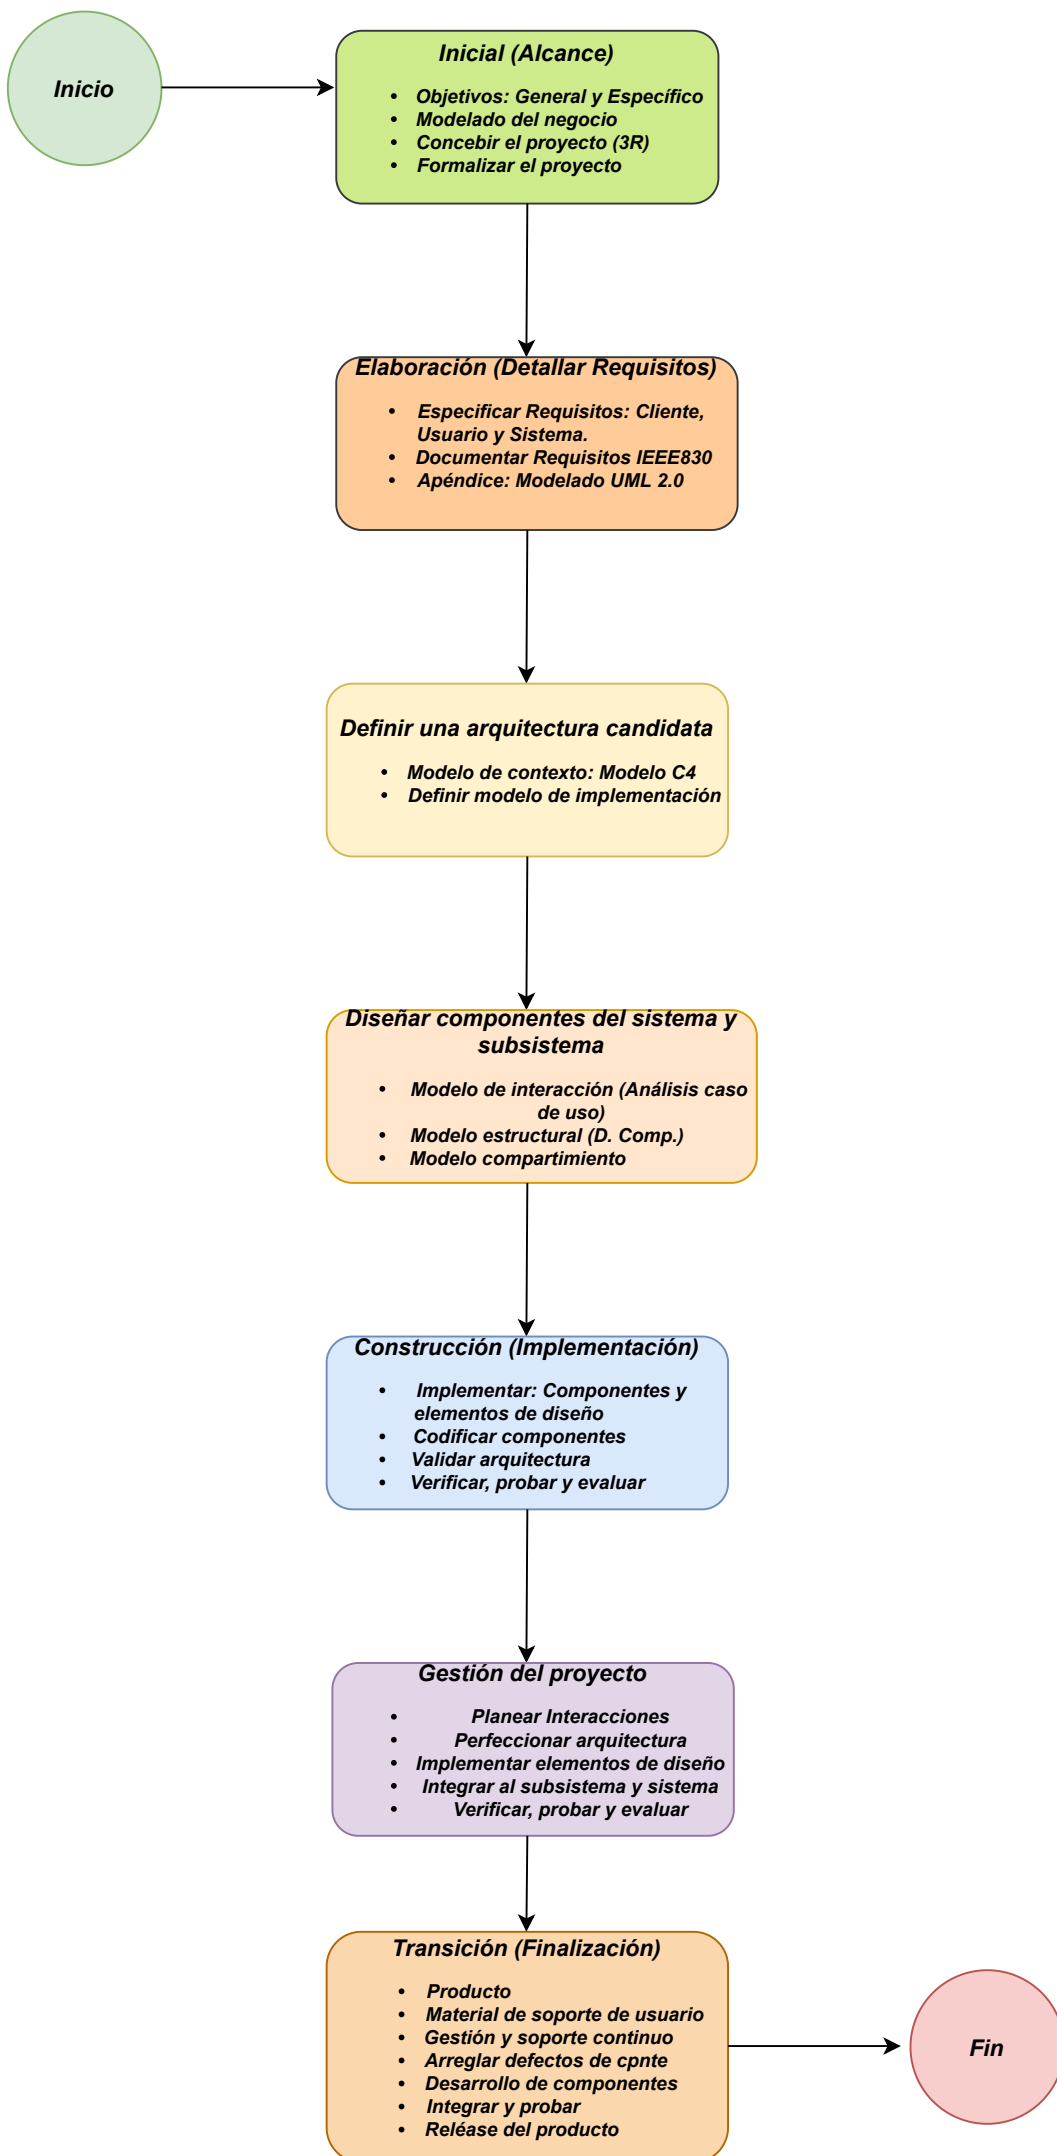 Inicio
Inicial (Alcance)
• Objetivos: General y Específico
• Modelado del negocio
• Concebir el proyecto (3R)
• Formalizar el proyecto
Elaboración (Detallar Requisitos)
• Especificar Requisitos: Cliente,
Usuario y Sistema.
• Documentar Requisitos IEEE830
• Apéndice: Modelado UML 2.0
Definir una arquitectura candidata
• Modelo de contexto: Modelo C4
• Definir modelo de implementación
Diseñar componentes del sistema y
subsistema
• Modelo de interacción (Análisis caso
de uso)
• Modelo estructural (D. Comp.)
• Modelo compartimiento
Construcción (Implementación)
• Implementar: Componentes y
elementos de diseño
• Codificar componentes
• Validar arquitectura
• Verificar, probar y evaluar
Gestión del proyecto
• Planear Interacciones
• Perfeccionar arquitectura
• Implementar elementos de diseño
• Integrar al subsistema y sistema
• Verificar, probar y evaluar
Transición (Finalización)
• Producto
• Material de soporte de usuario
• Gestión y soporte continuo
• Arreglar defectos de cpnte
• Desarrollo de componentes
• Integrar y probar
• Reléase del producto
Fin